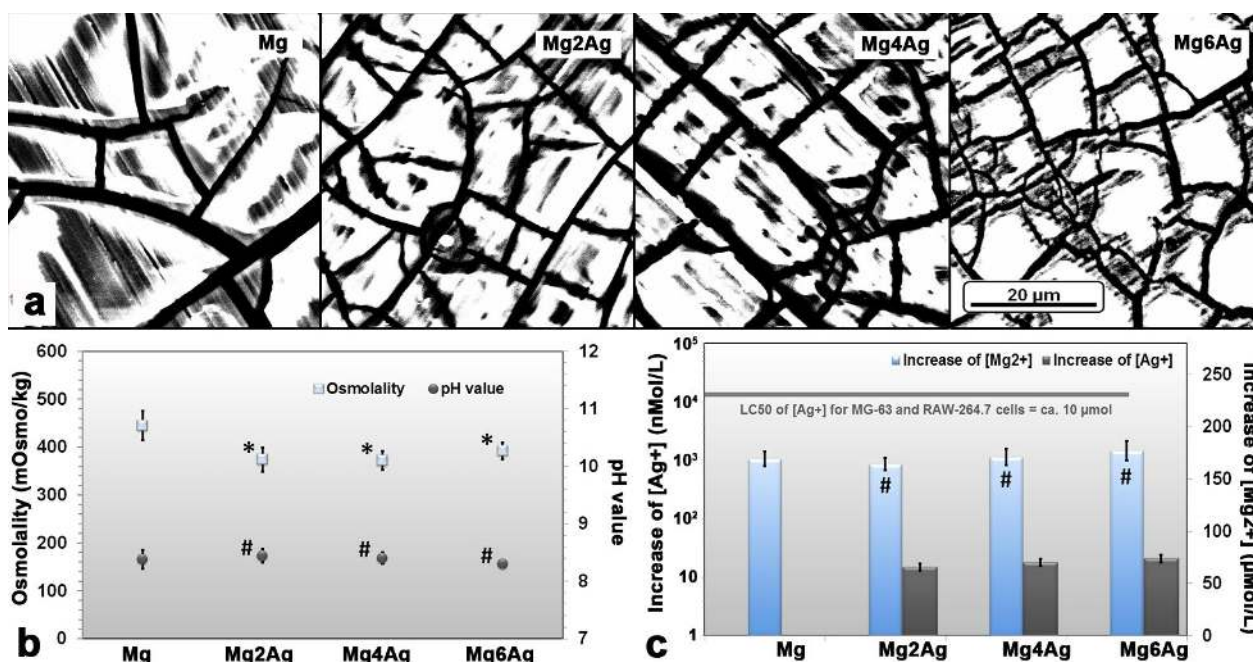 Mg
Mg2Ag
Mg4Ag
Mg6Ag
20 µm
a
Osmolality (mOsmo/kg)
600
500
400
300
200
100
0
Osmolality
pH value
*
*
*
#
#
#
12
11
10
9
8
7
pH value
b
Mg
Mg2Ag
Mg4Ag
Mg6Ag
Increase of [Ag+] (nMol/L)
10⁵
10⁴
10³
10²
10
1
Increase of [Mg2+]
Increase of [Ag+]
LC50 of [Ag+] for MG-63 and RAW-264.7 cells = ca. 10 µmol
#
#
#
250
200
150
100
50
0
Increase of [Mg2+] (µMol/L)
c
Mg
Mg2Ag
Mg4Ag
Mg6Ag